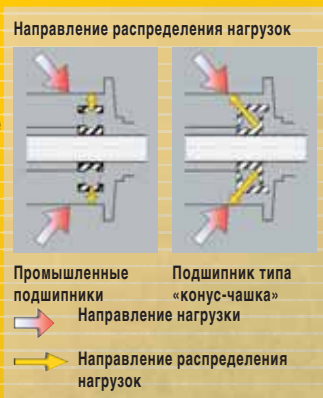 Направление распределения нагрузок
Промышленные
подшипники
Подшипник типа
«конус-чашка»
Направление нагрузки
Направление распределения
нагрузок